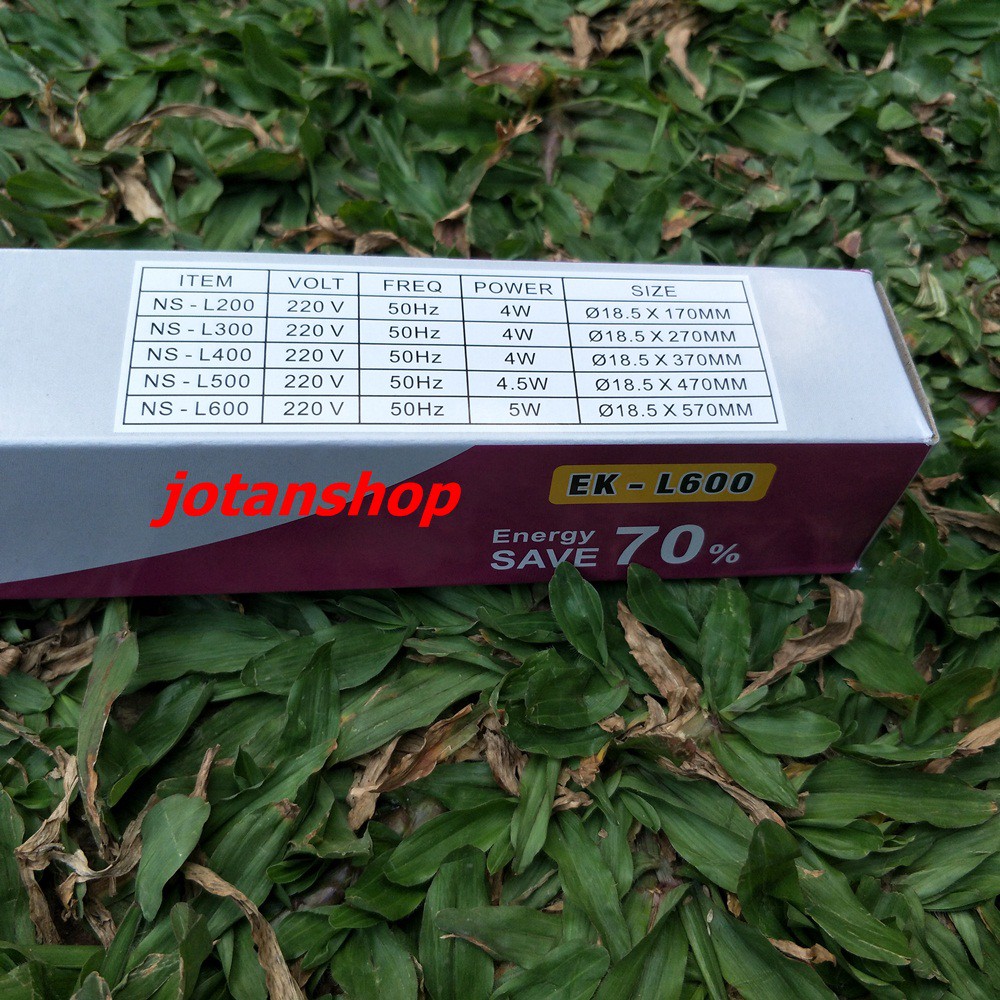 ITEM VOLT FREQ POWER SIZE
NS - L200 220 V 50Hz 4W Ø18.5 X 170MM
NS - L300 220 V 50Hz 4W Ø18.5 X 270MM
NS - L400 220 V 50Hz 4W Ø18.5 X 370MM
NS - L500 220 V 50Hz 4.5W Ø18.5 X 470MM
NS - L600 220 V 50Hz 5W Ø18.5 X 570MM
jotanshop
EK - L600
Energy
SAVE 70%